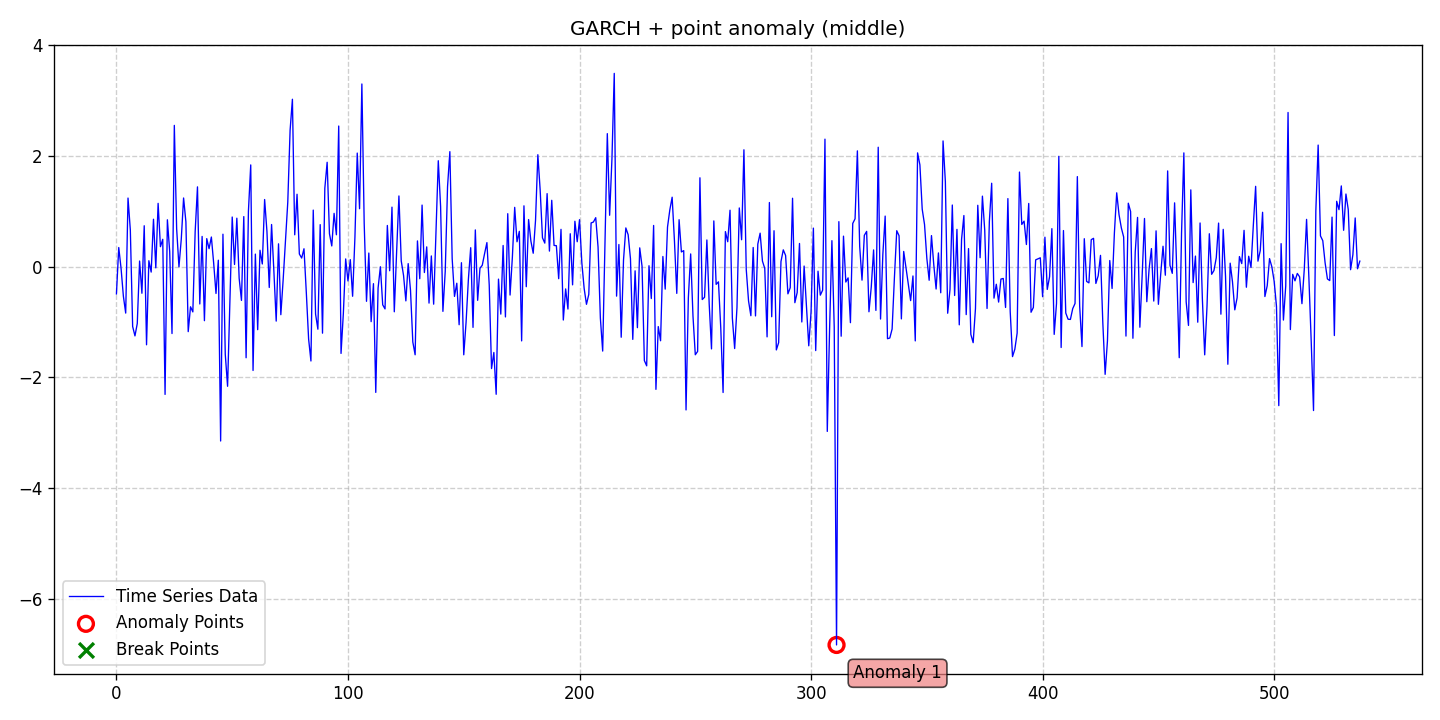 GARCH + point anomaly (middle)
4
2
0
−2
−4
−6
Time Series Data
Anomaly Points
Break Points
Anomaly 1
0 100 200 300 400 500